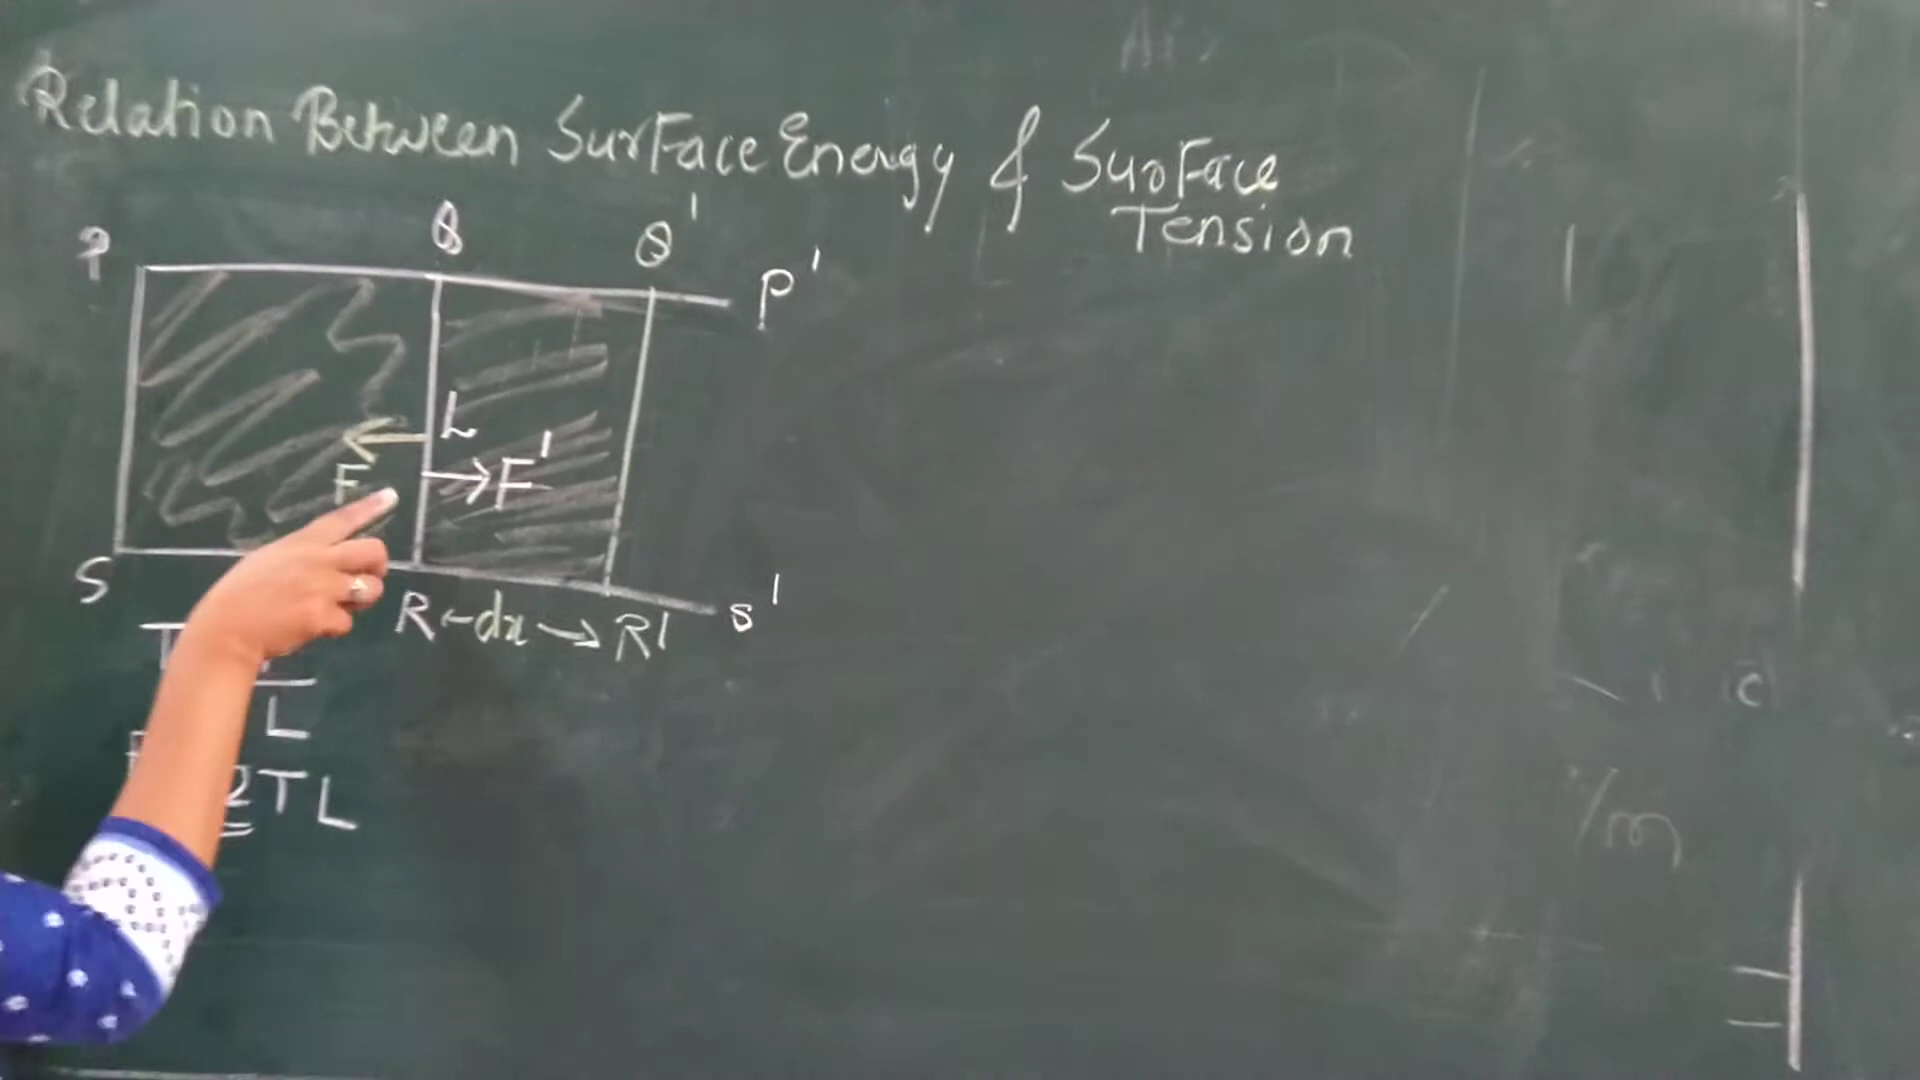 Relation Between Surface Energy & Surface
Tension
P Q Q' P'
L
F F'
S R ←dx→ R' S'
T
L
2TL
/m